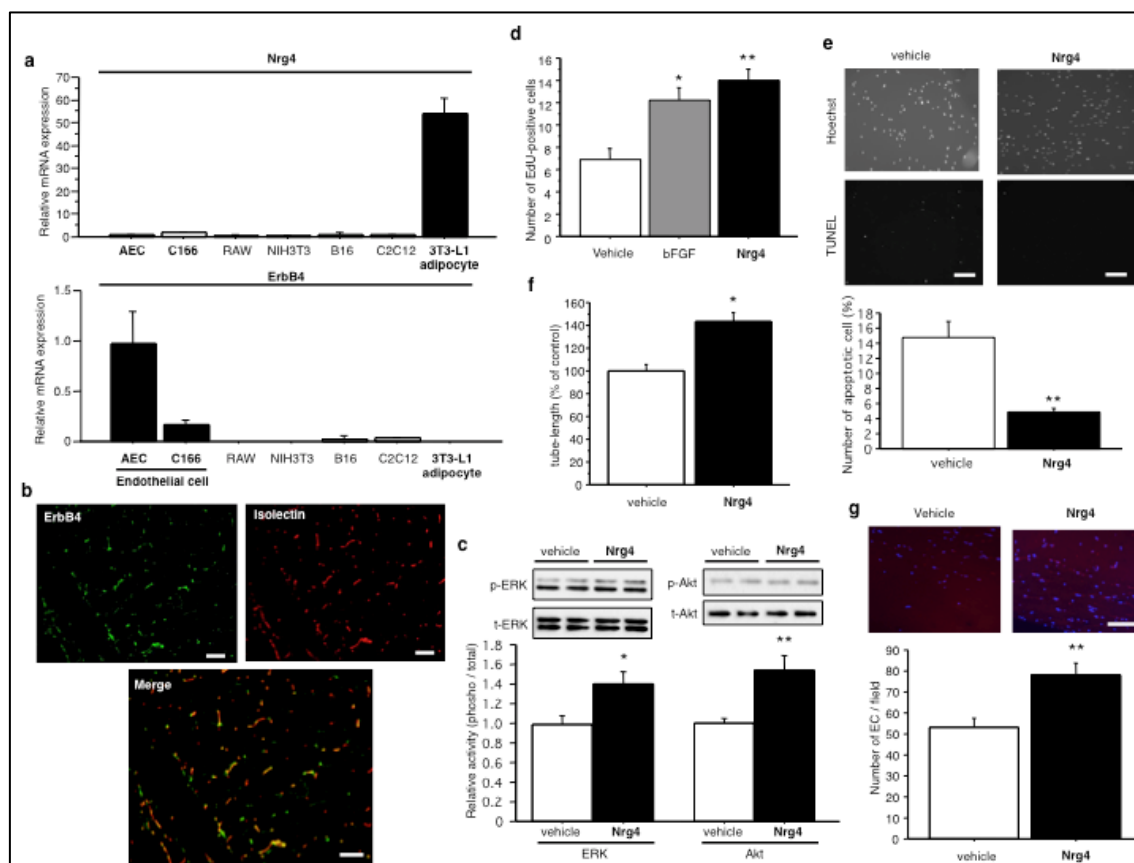 a
Nrg4
Relative mRNA expression
70
60
50
40
30
20
10
0
AEC C166 RAW NIH3T3 B16 C2C12 3T3-L1
adipocyte
ErbB4
Relative mRNA expression
1.5
1.0
0.5
0
AEC C166 RAW NIH3T3 B16 C2C12 3T3-L1
Endothelial cell adipocyte
b
ErbB4
Isolectin
Merge
c
vehicle Nrg4 vehicle Nrg4
p-ERK p-Akt
t-ERK t-Akt
Relative activity (phospho / total)
1.8
1.6
1.4
1.2
1.0
0.8
0.6
0.4
0.2
0
* **
vehicle Nrg4 vehicle Nrg4
ERK Akt
d
Number of EdU-positive cells
16
14
12
10
8
6
4
2
0
* **
Vehicle bFGF Nrg4
e
vehicle Nrg4
Hoechst
TUNEL
Number of apoptotic cell (%)
18
16
14
12
10
8
6
4
2
0
**
vehicle Nrg4
f
tube-length (% of control)
160
140
120
100
80
60
40
20
0
*
vehicle Nrg4
g
Vehicle Nrg4
Number of EC / field
90
80
70
60
50
40
30
20
10
0
**
vehicle Nrg4